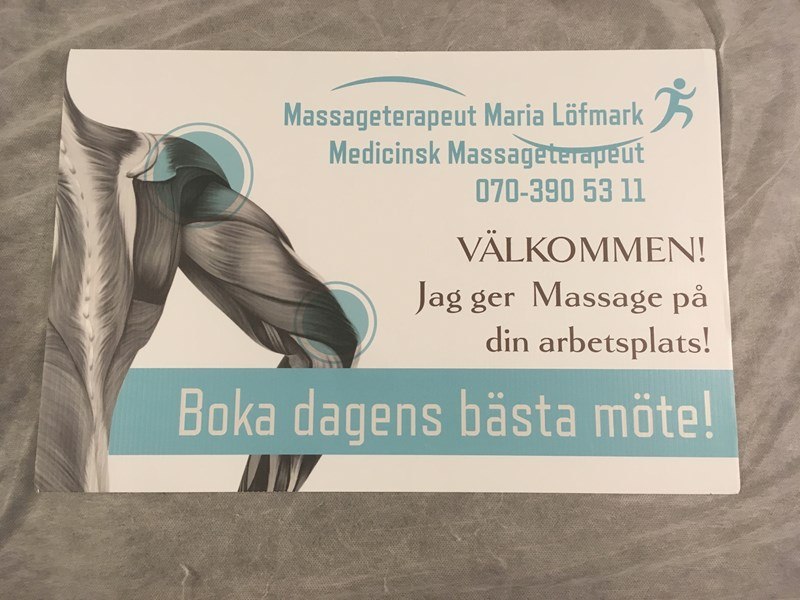 Massageterapeut Maria Löfmark
Medicinsk Massageterapeut
070-390 53 11
VÄLKOMMEN!
Jag ger Massage på
din arbetsplats!
Boka dagens bästa möte!